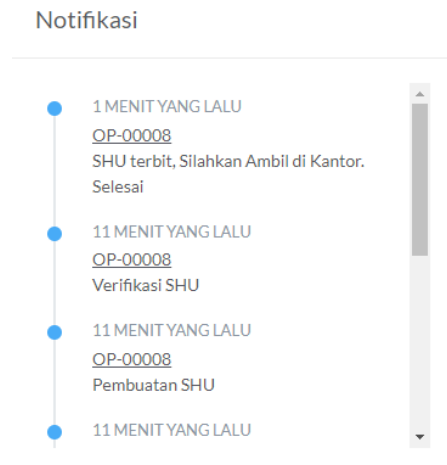 Notifikasi
1 MENIT YANG LALU
OP-00008
SHU terbit, Silahkan Ambil di Kantor.
Selesai
11 MENIT YANG LALU
OP-00008
Verifikasi SHU
11 MENIT YANG LALU
OP-00008
Pembuatan SHU
11 MENIT YANG LALU